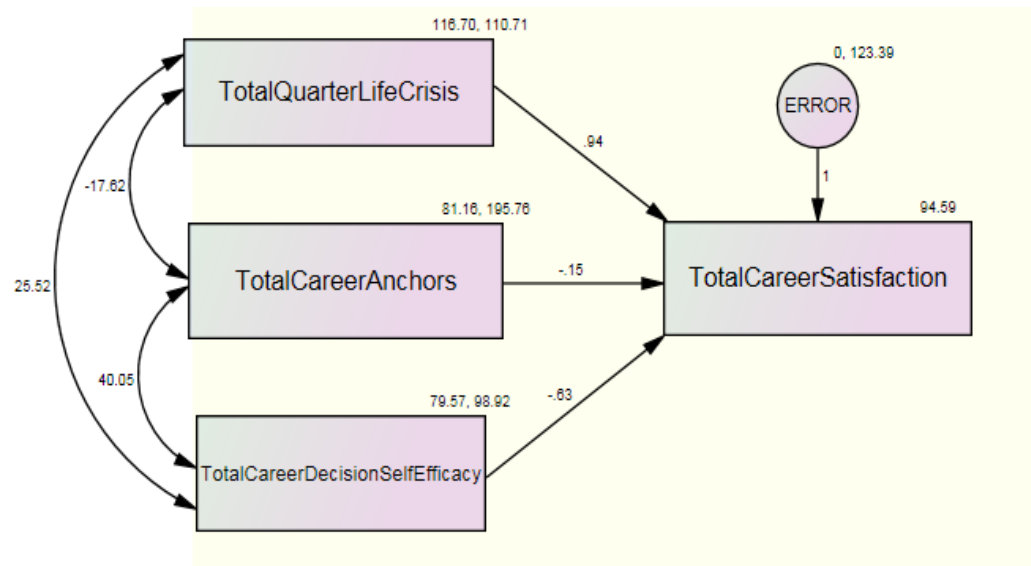 116.70, 110.71
TotalQuarterLifeCrisis
0, 123.39
ERROR
.94
1
-17.62
81.16, 195.76
94.59
TotalCareerAnchors
-.15
TotalCareerSatisfaction
25.52
40.05
79.57, 98.92
-.63
TotalCareerDecisionSelfEfficacy